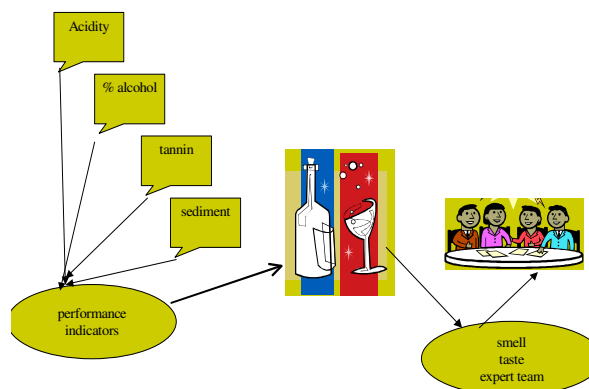 Acidity
% alcohol
tannin
sediment
performance
indicators
smell
taste
expert team